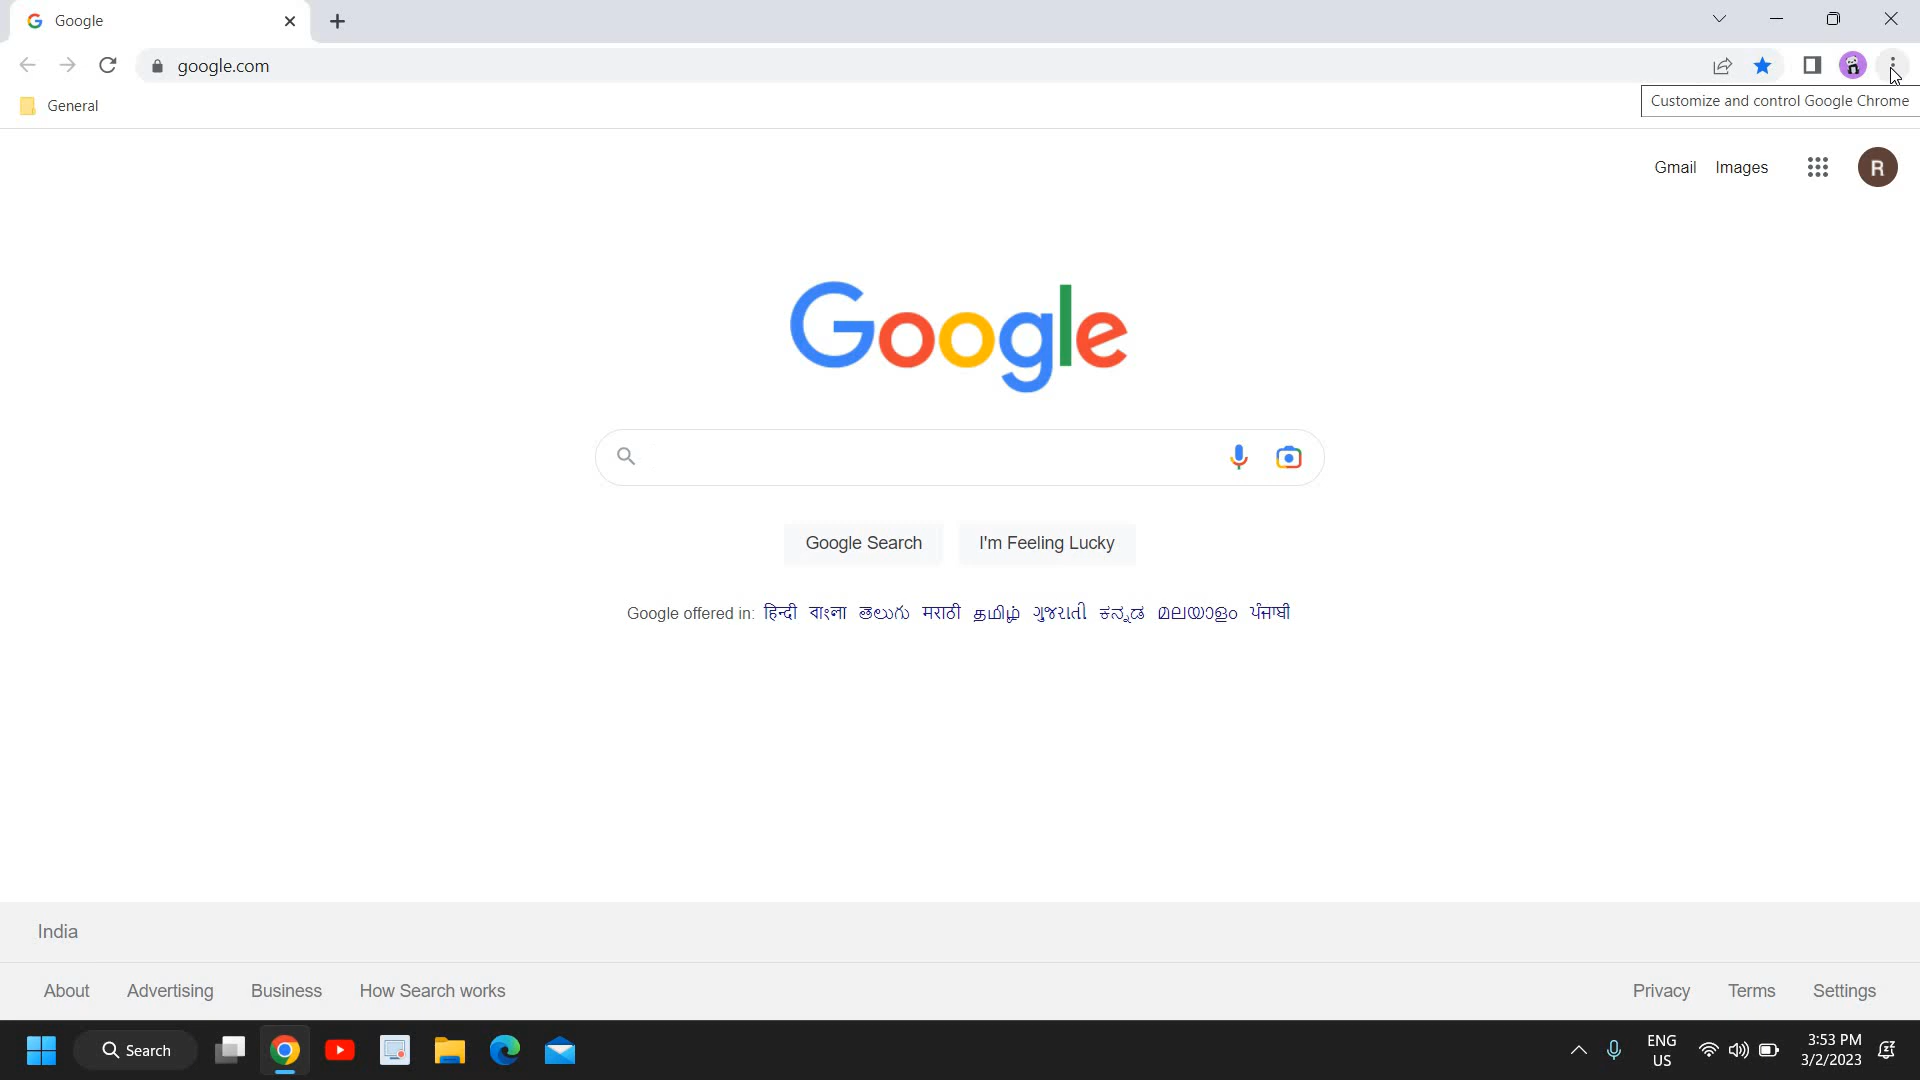 Google
google.com
General
Customize and control Google Chrome
Gmail Images
R
Google
Google Search I'm Feeling Lucky
Google offered in: हिन्दी বাংলা తెలుగు मराठी தமிழ் ગુજરાતી ಕನ್ನಡ മലയാളം ਪੰਜਾਬੀ
India
About Advertising Business How Search works Privacy Terms Settings
Search
ENG
US
3:53 PM
3/2/2023